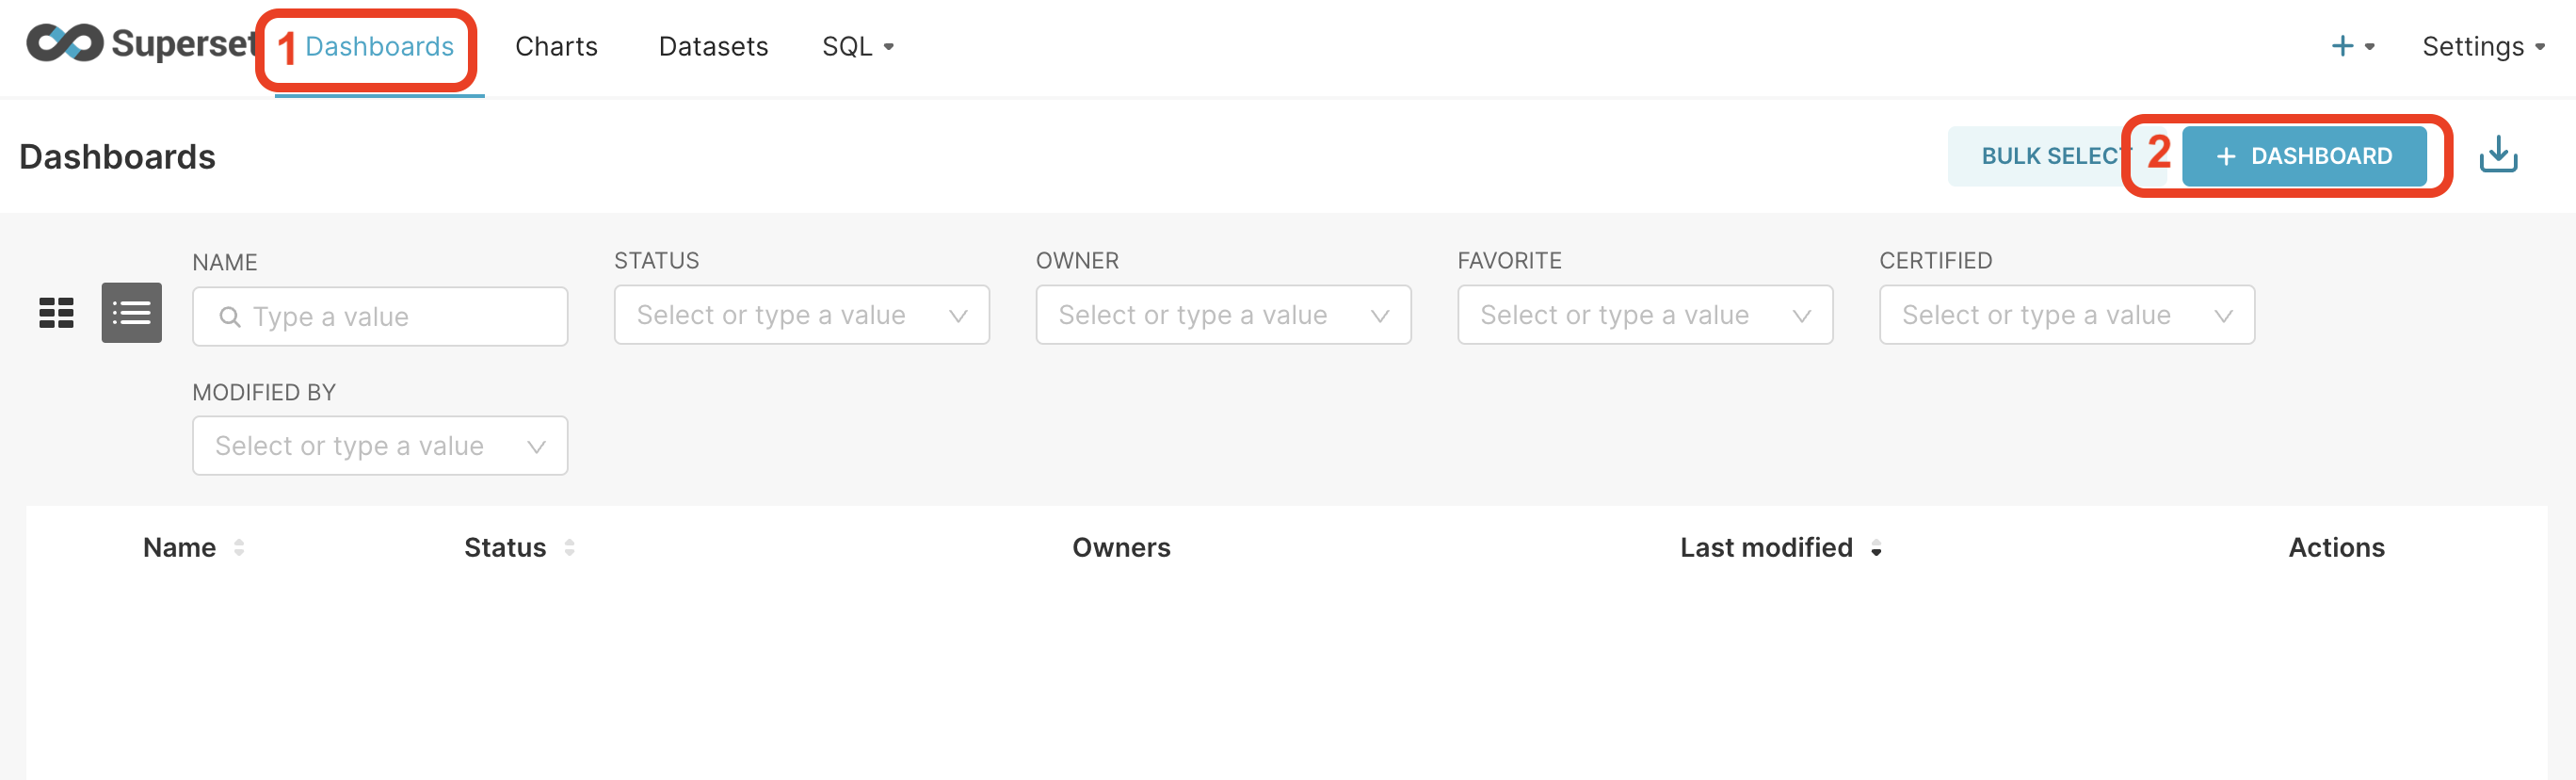 Superset 1 Dashboards Charts Datasets SQL + Settings
Dashboards BULK SELECT 2 + DASHBOARD
NAME STATUS OWNER FAVORITE CERTIFIED
Type a value Select or type a value Select or type a value Select or type a value Select or type a value
MODIFIED BY
Select or type a value
Name Status Owners Last modified Actions